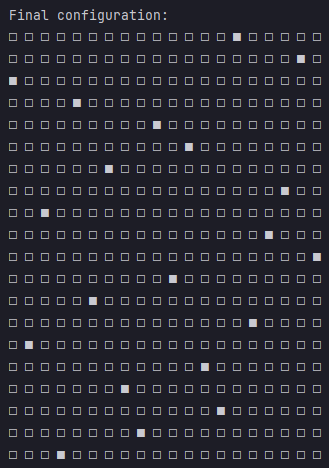 Final configuration:
□ □ □ □ □ □ □ □ □ □ □ □ □ □ ■ □ □ □ □ □
□ □ □ □ □ □ □ □ □ □ □ □ □ □ □ □ □ □ ■ □
■ □ □ □ □ □ □ □ □ □ □ □ □ □ □ □ □ □ □ □
□ □ □ □ ■ □ □ □ □ □ □ □ □ □ □ □ □ □ □ □
□ □ □ □ □ □ □ □ □ ■ □ □ □ □ □ □ □ □ □ □
□ □ □ □ □ □ □ □ □ □ □ ■ □ □ □ □ □ □ □ □
□ □ □ □ □ □ ■ □ □ □ □ □ □ □ □ □ □ □ □ □
□ □ □ □ □ □ □ □ □ □ □ □ □ □ □ □ □ ■ □ □
□ □ ■ □ □ □ □ □ □ □ □ □ □ □ □ □ □ □ □ □
□ □ □ □ □ □ □ □ □ □ □ □ □ □ □ □ ■ □ □ □
□ □ □ □ □ □ □ □ □ □ □ □ □ □ □ □ □ □ □ ■
□ □ □ □ □ □ □ □ □ □ ■ □ □ □ □ □ □ □ □ □
□ □ □ □ □ ■ □ □ □ □ □ □ □ □ □ □ □ □ □ □
□ □ □ □ □ □ □ □ □ □ □ □ □ □ □ ■ □ □ □ □
□ ■ □ □ □ □ □ □ □ □ □ □ □ □ □ □ □ □ □ □
□ □ □ □ □ □ □ □ □ □ □ □ ■ □ □ □ □ □ □ □
□ □ □ □ □ □ □ ■ □ □ □ □ □ □ □ □ □ □ □ □
□ □ □ □ □ □ □ □ □ □ □ □ □ ■ □ □ □ □ □ □
□ □ □ □ □ □ □ □ ■ □ □ □ □ □ □ □ □ □ □ □
□ □ □ ■ □ □ □ □ □ □ □ □ □ □ □ □ □ □ □ □